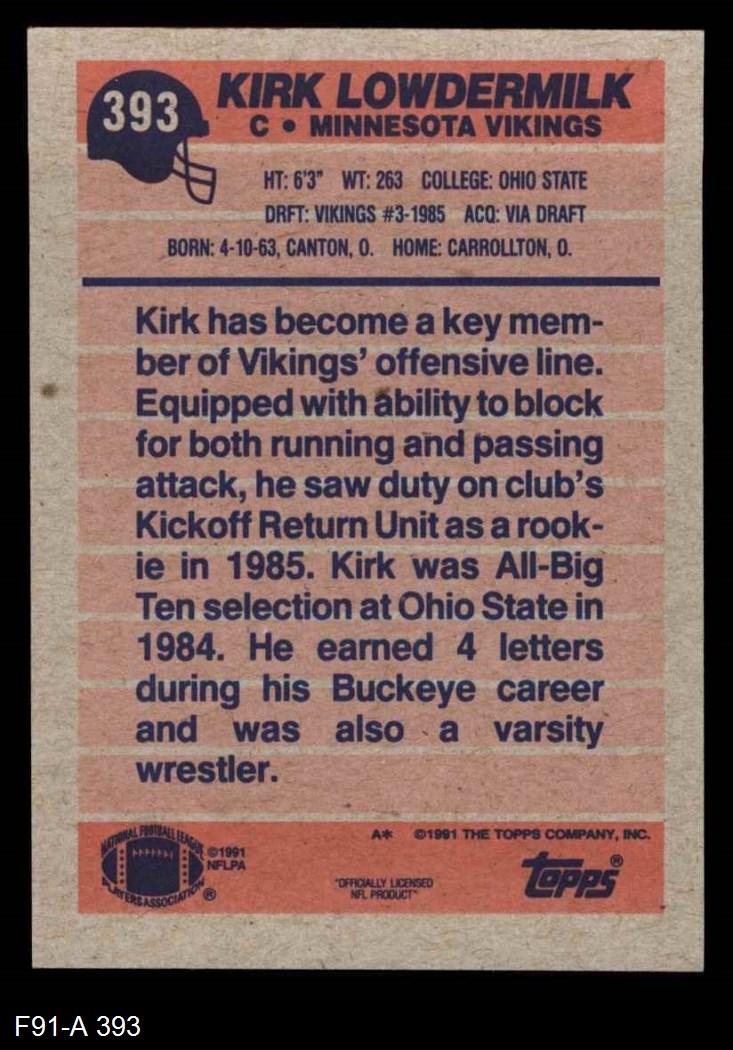 393
KIRK LOWDERMILK
C • MINNESOTA VIKINGS
HT: 6'3" WT: 263 COLLEGE: OHIO STATE
DRFT: VIKINGS #3-1985 ACQ: VIA DRAFT
BORN: 4-10-63, CANTON, O. HOME: CARROLLTON, O.
Kirk has become a key mem-
ber of Vikings' offensive line.
Equipped with ability to block
for both running and passing
attack, he saw duty on club's
Kickoff Return Unit as a rook-
ie in 1985. Kirk was All-Big
Ten selection at Ohio State in
1984. He earned 4 letters
during his Buckeye career
and was also a varsity
wrestler.
NATIONAL FOOTBALL LEAGUE
PLAYERS ASSOCIATION ®
©1991
NFLPA
A* ©1991 THE TOPPS COMPANY, INC.
"OFFICIALLY LICENSED
NFL PRODUCT"
topps®
F91-A 393